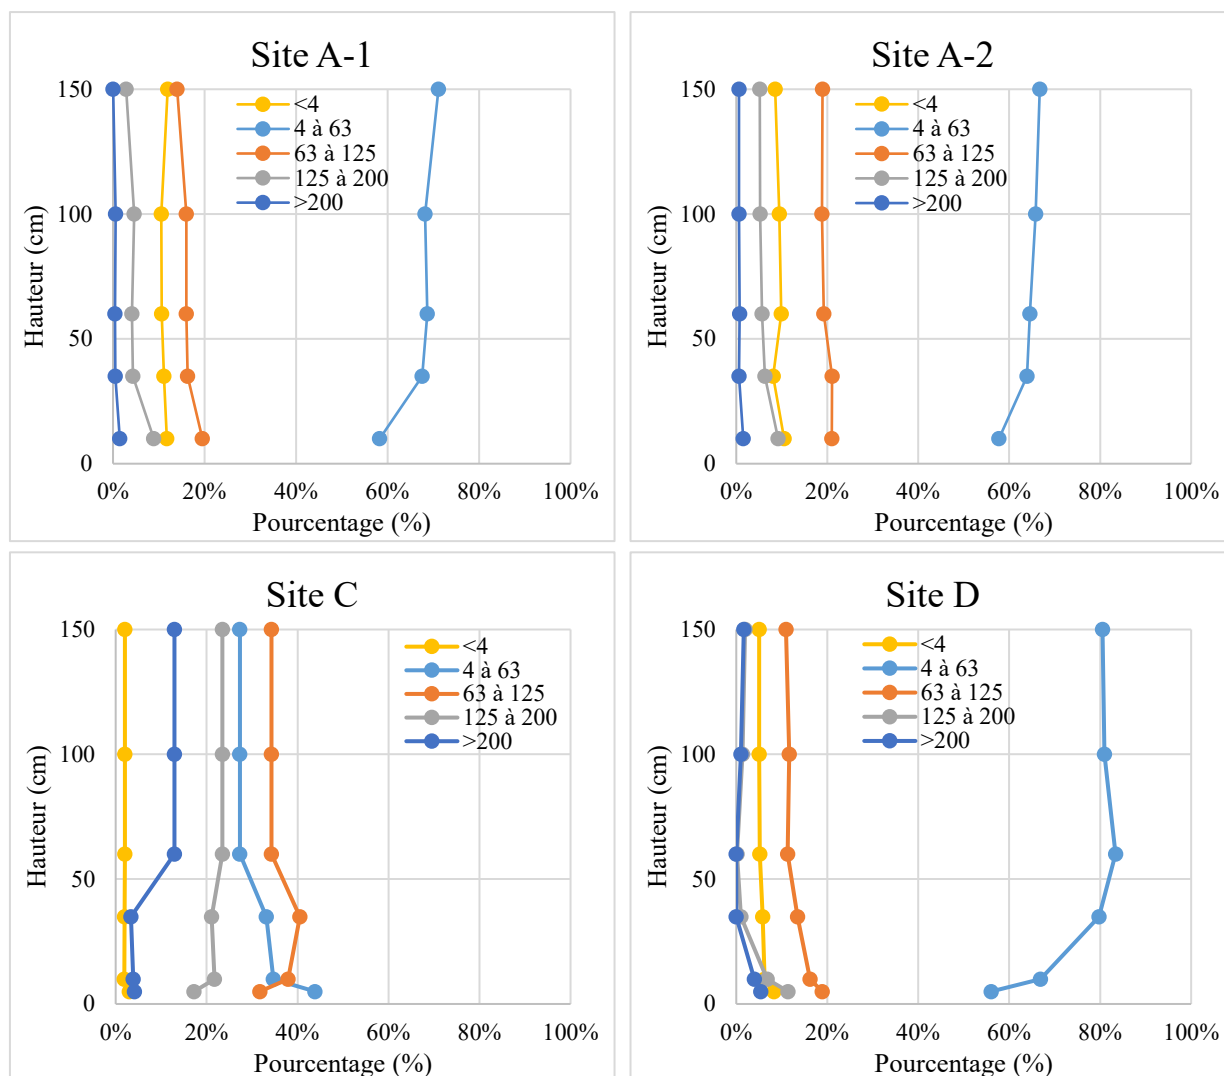 Site A-1
<4
4 à 63
63 à 125
125 à 200
>200
150
100
50
0
0% 20% 40% 60% 80% 100%
Hauteur (cm)
Pourcentage (%)
Site A-2
<4
4 à 63
63 à 125
125 à 200
>200
150
100
50
0
0% 20% 40% 60% 80% 100%
Hauteur (cm)
Pourcentage (%)
Site C
<4
4 à 63
63 à 125
125 à 200
>200
150
100
50
0
0% 20% 40% 60% 80% 100%
Hauteur (cm)
Pourcentage (%)
Site D
<4
4 à 63
63 à 125
125 à 200
>200
150
100
50
0
0% 20% 40% 60% 80% 100%
Hauteur (cm)
Pourcentage (%)